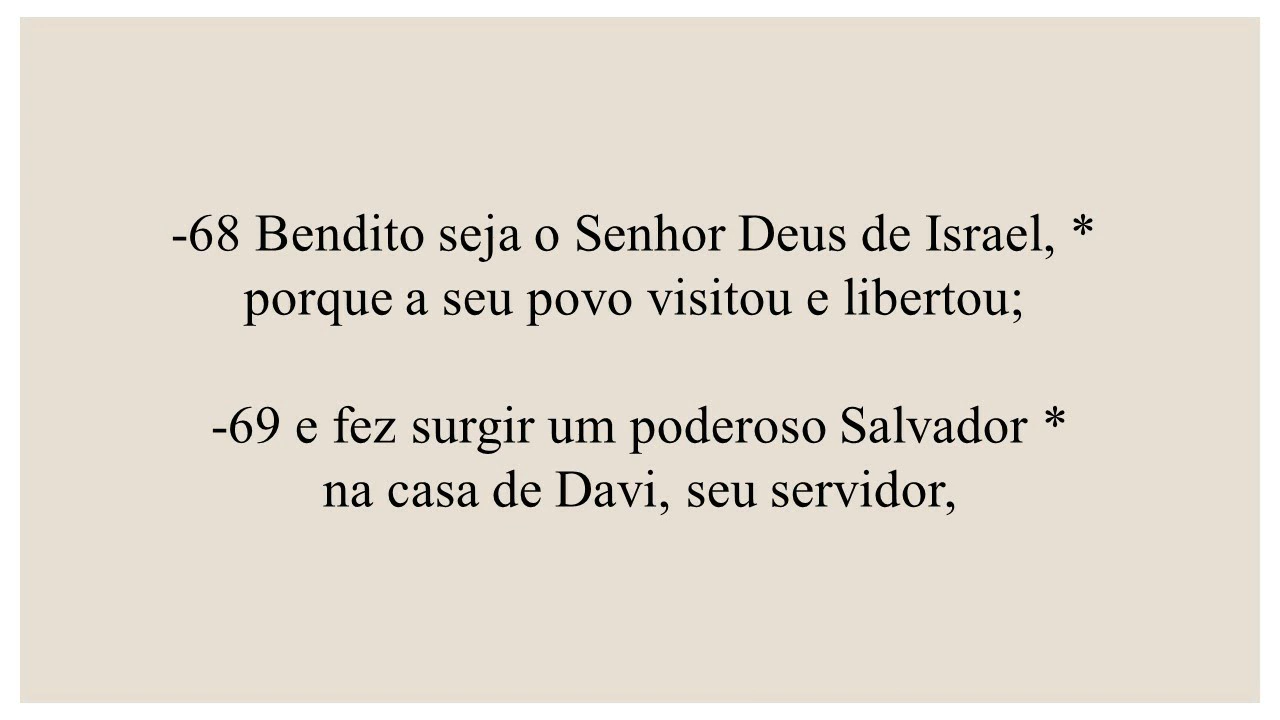 -68 Bendito seja o Senhor Deus de Israel, *
porque a seu povo visitou e libertou;
-69 e fez surgir um poderoso Salvador *
na casa de Davi, seu servidor,